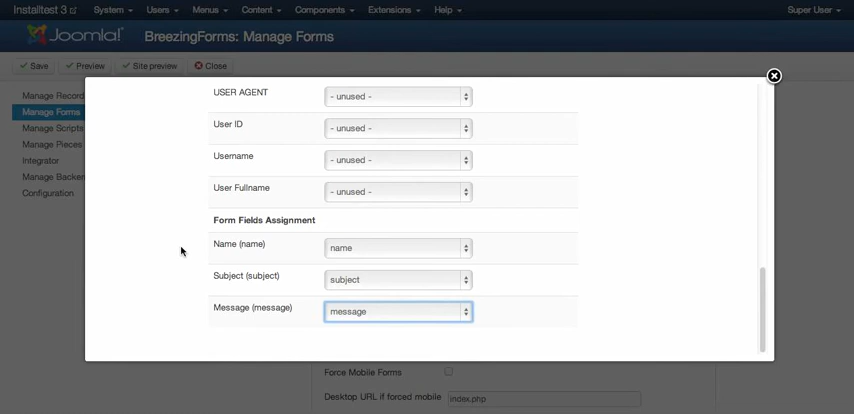 Installtest 3 System Users Menus Content Components Extensions Help Super User
Joomla!® BreezingForms: Manage Forms
Save Preview Site preview Close
Manage Record
Manage Forms
Manage Scripts
Manage Pieces
Integrator
Manage Backen
Configuration
USER AGENT - unused -
User ID - unused -
Username - unused -
User Fullname - unused -
Form Fields Assignment
Name (name) name
Subject (subject) subject
Message (message) message
Force Mobile Forms
Desktop URL if forced mobile index.php